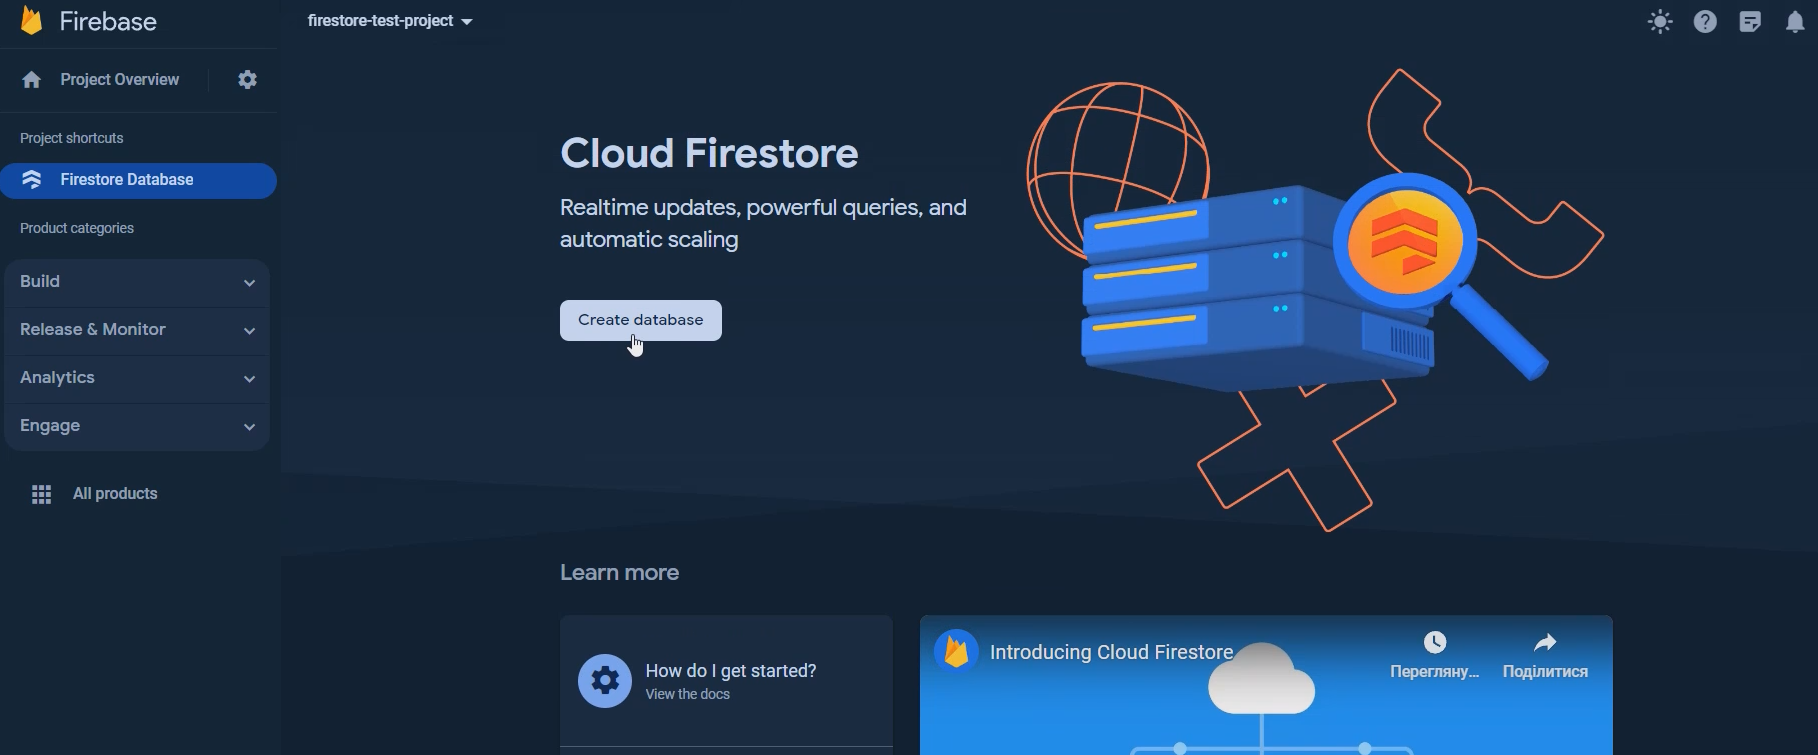 Firebase
firestore-test-project
Project Overview
Project shortcuts
Firestore Database
Product categories
Build
Release & Monitor
Analytics
Engage
All products
Cloud Firestore
Realtime updates, powerful queries, and
automatic scaling
Create database
Learn more
How do I get started?
View the docs
Introducing Cloud Firestore
Перегляну...
Поділитися